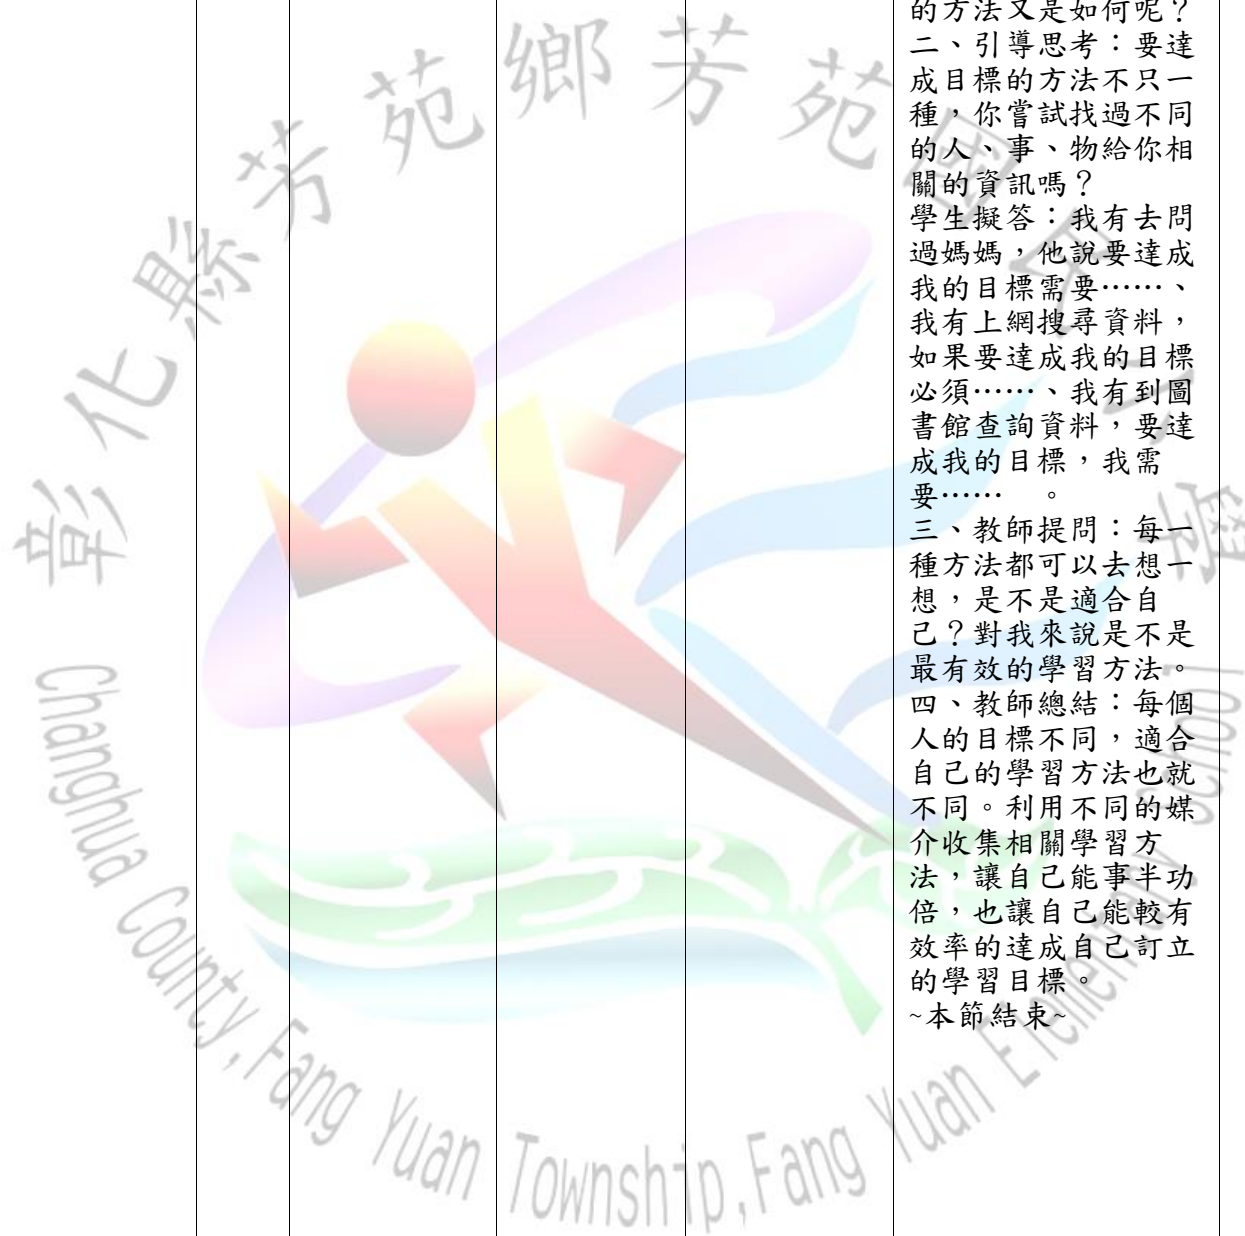 的方法又是如何呢？
二、引導思考：要達
成目標的方法不只一
種，你嘗試找過不同
的人、事、物給你相
關的資訊嗎？
學生擬答：我有去問
過媽媽，他說要達成
我的目標需要……、
我有上網搜尋資料，
如果要達成我的目標
必須……、我有到圖
書館查詢資料，要達
成我的目標，我需
要……　。
三、教師提問：每一
種方法都可以去想一
想，是不是適合自
己？對我來說是不是
最有效的學習方法。
四、教師總結：每個
人的目標不同，適合
自己的學習方法也就
不同。利用不同的媒
介收集相關學習方
法，讓自己能事半功
倍，也讓自己能較有
效率的達成自己訂立
的學習目標。
~本節結束~
彰化縣芳苑鄉芳苑國民小學
Changhua County, Fang Yuan Township, Fang Yuan Elementary School